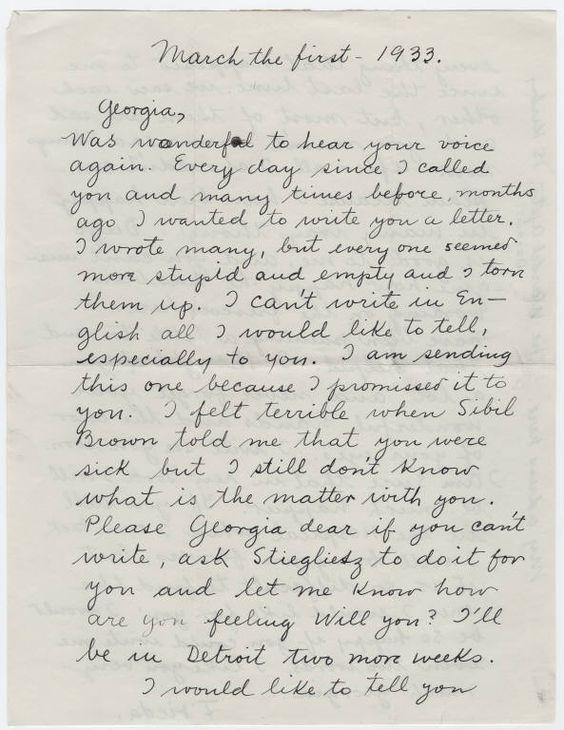 March the first - 1933.
Georgia,
Was wonderful to hear your voice
again. Every day since I called
you and many times before, months
ago I wanted to write you a letter.
I wrote many, but every one seemed
more stupid and empty and I torn
them up. I can't write in En-
glish all I would like to tell,
especially to you. I am sending
this one because I promissed it to
you. I felt terrible when Sibil
Brown told me that you were
sick but I still don't know
what is the matter with you.
Please Georgia dear if you can't
write, ask Stiegliesz to do it for
you and let me know how
are you feeling Will you? I'll
be in Detroit two more weeks.
I would like to tell you